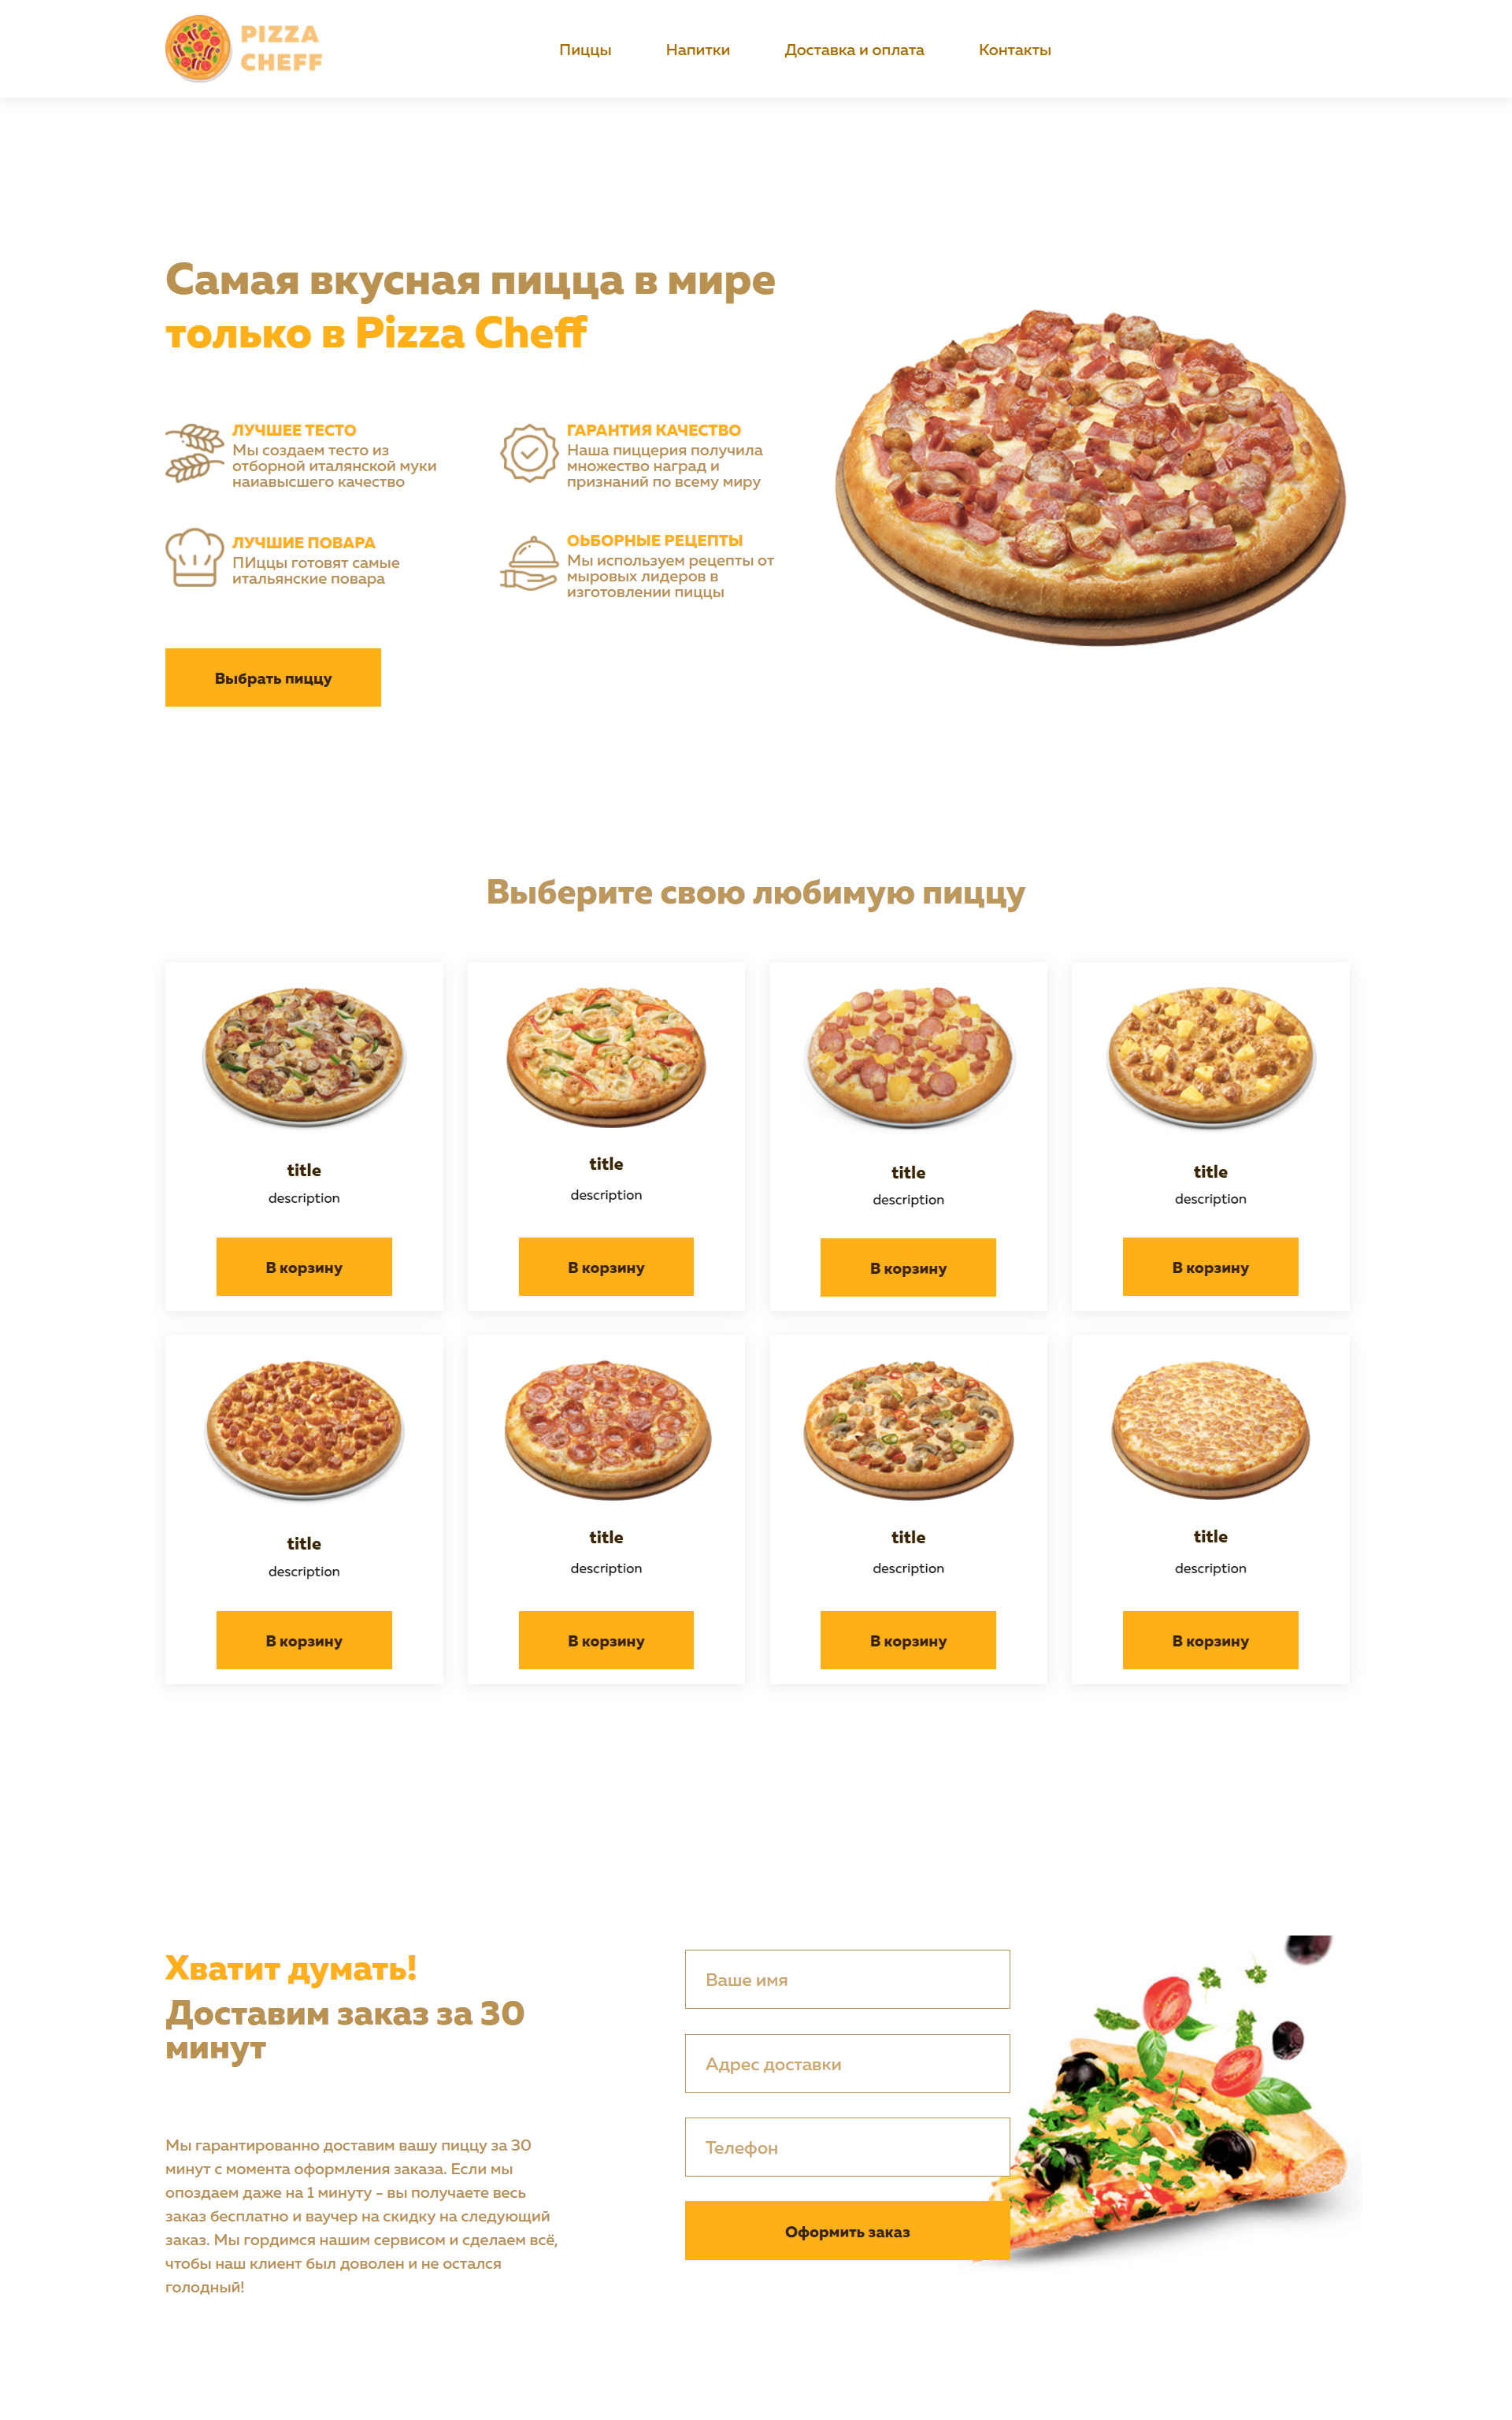 PIZZA
CHEFF
Пиццы Напитки Доставка и оплата Контакты
Самая вкусная пицца в мире
только в Pizza Cheff
ЛУЧШЕЕ ТЕСТО
Мы создаем тесто из
отборной италянской муки
наиавысшего качество
ГАРАНТИЯ КАЧЕСТВО
Наша пиццерия получила
множество наград и
признаний по всему миру
ЛУЧШИЕ ПОВАРА
ПИццы готовят самые
итальянские повара
ОЬБОРНЫЕ РЕЦЕПТЫ
Мы используем рецепты от
мыровых лидеров в
изготовлении пиццы
Выбрать пиццу
Выберите свою любимую пиццу
title
description
В корзину
title
description
В корзину
title
description
В корзину
title
description
В корзину
title
description
В корзину
title
description
В корзину
title
description
В корзину
title
description
В корзину
Хватит думать!
Доставим заказ за 30
минут
Мы гарантированно доставим вашу пиццу за 30
минут с момента оформления заказа. Если мы
опоздаем даже на 1 минуту - вы получаете весь
заказ бесплатно и ваучер на скидку на следующий
заказ. Мы гордимся нашим сервисом и сделаем всё,
чтобы наш клиент был доволен и не остался
голодный!
Ваше имя
Адрес доставки
Телефон
Оформить заказ